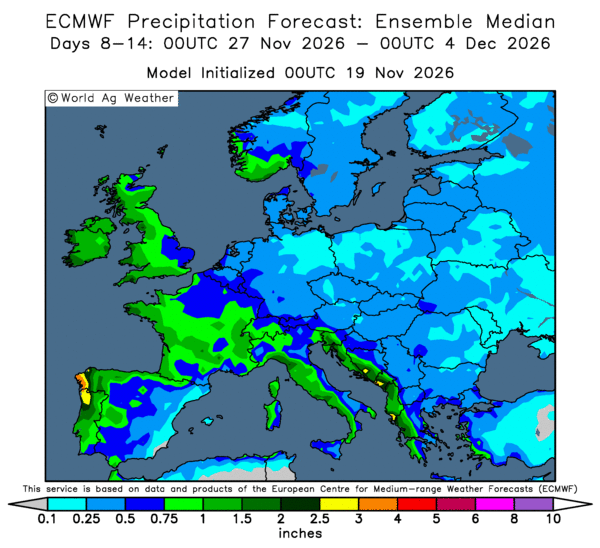 ECMWF Precipitation Forecast: Ensemble Median
Days 8-14: 00UTC 27 Nov 2026 - 00UTC 4 Dec 2026
Model Initialized 00UTC 19 Nov 2026
©World Ag Weather
This service is based on data and products of the European Centre for Medium-range Weather Forecasts (ECMWF)
0.1 0.25 0.5 0.75 1 1.5 2 2.5 3 4 5 6 8 10
inches